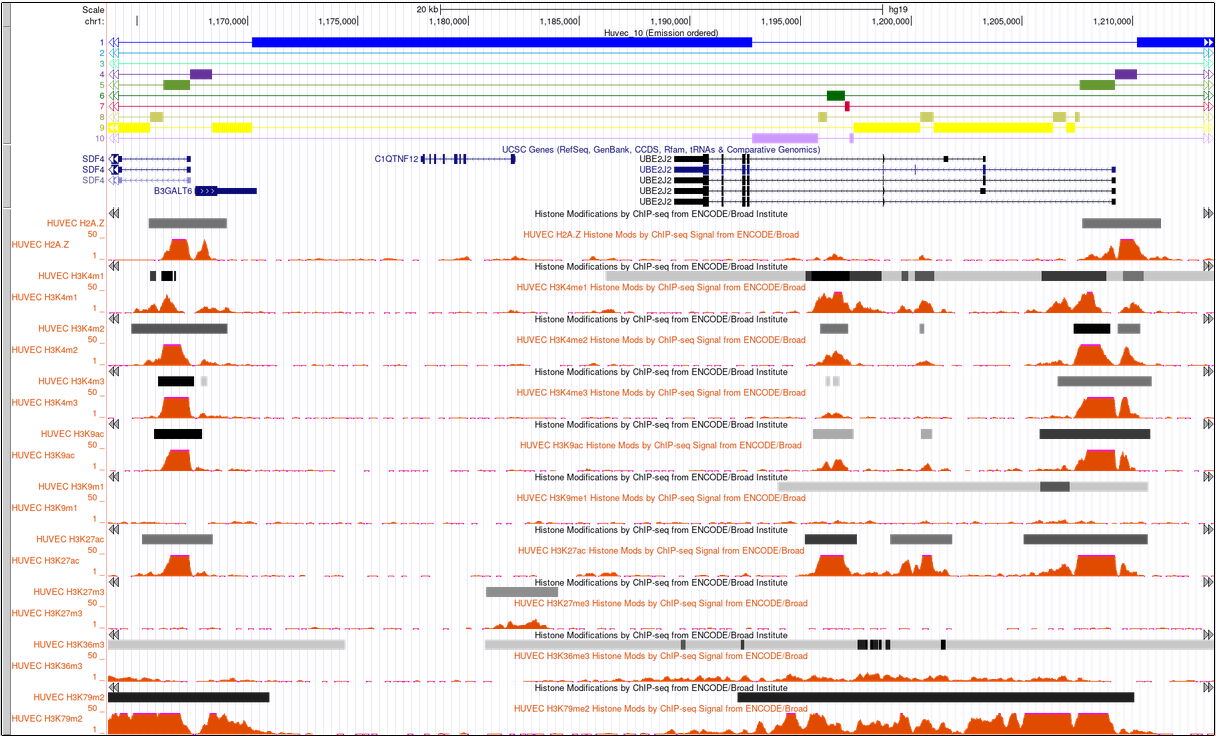 Scale 20 kb hg19
chr1: 1,170,000 1,175,000 1,180,000 1,185,000 1,190,000 1,195,000 1,200,000 1,205,000 1,210,000
Huvec_10 (Emission ordered)
1
2
3
4
5
6
7
8
9
10
UCSC Genes (RefSeq, GenBank, CCDS, Rfam, tRNAs & Comparative Genomics)
SDF4 C1QTNF12 UBE2J2
SDF4 UBE2J2
SDF4 UBE2J2
B3GALT6 UBE2J2
UBE2J2
Histone Modifications by ChIP-seq from ENCODE/Broad Institute
HUVEC H2A.Z
50 HUVEC H2A.Z Histone Mods by ChIP-seq Signal from ENCODE/Broad
HUVEC H2A.Z
1
Histone Modifications by ChIP-seq from ENCODE/Broad Institute
HUVEC H3K4m1
50 HUVEC H3K4me1 Histone Mods by ChIP-seq Signal from ENCODE/Broad
HUVEC H3K4m1
1
Histone Modifications by ChIP-seq from ENCODE/Broad Institute
HUVEC H3K4m2
50 HUVEC H3K4me2 Histone Mods by ChIP-seq Signal from ENCODE/Broad
HUVEC H3K4m2
1
Histone Modifications by ChIP-seq from ENCODE/Broad Institute
HUVEC H3K4m3
50 HUVEC H3K4me3 Histone Mods by ChIP-seq Signal from ENCODE/Broad
HUVEC H3K4m3
1
Histone Modifications by ChIP-seq from ENCODE/Broad Institute
HUVEC H3K9ac
50 HUVEC H3K9ac Histone Mods by ChIP-seq Signal from ENCODE/Broad
HUVEC H3K9ac
1
Histone Modifications by ChIP-seq from ENCODE/Broad Institute
HUVEC H3K9m1
50 HUVEC H3K9me1 Histone Mods by ChIP-seq Signal from ENCODE/Broad
HUVEC H3K9m1
1
Histone Modifications by ChIP-seq from ENCODE/Broad Institute
HUVEC H3K27ac
50 HUVEC H3K27ac Histone Mods by ChIP-seq Signal from ENCODE/Broad
HUVEC H3K27ac
1
Histone Modifications by ChIP-seq from ENCODE/Broad Institute
HUVEC H3K27m3
50 HUVEC H3K27me3 Histone Mods by ChIP-seq Signal from ENCODE/Broad
HUVEC H3K27m3
1
Histone Modifications by ChIP-seq from ENCODE/Broad Institute
HUVEC H3K36m3
50 HUVEC H3K36me3 Histone Mods by ChIP-seq Signal from ENCODE/Broad
HUVEC H3K36m3
1
Histone Modifications by ChIP-seq from ENCODE/Broad Institute
HUVEC H3K79m2
50 HUVEC H3K79me2 Histone Mods by ChIP-seq Signal from ENCODE/Broad
HUVEC H3K79m2
1